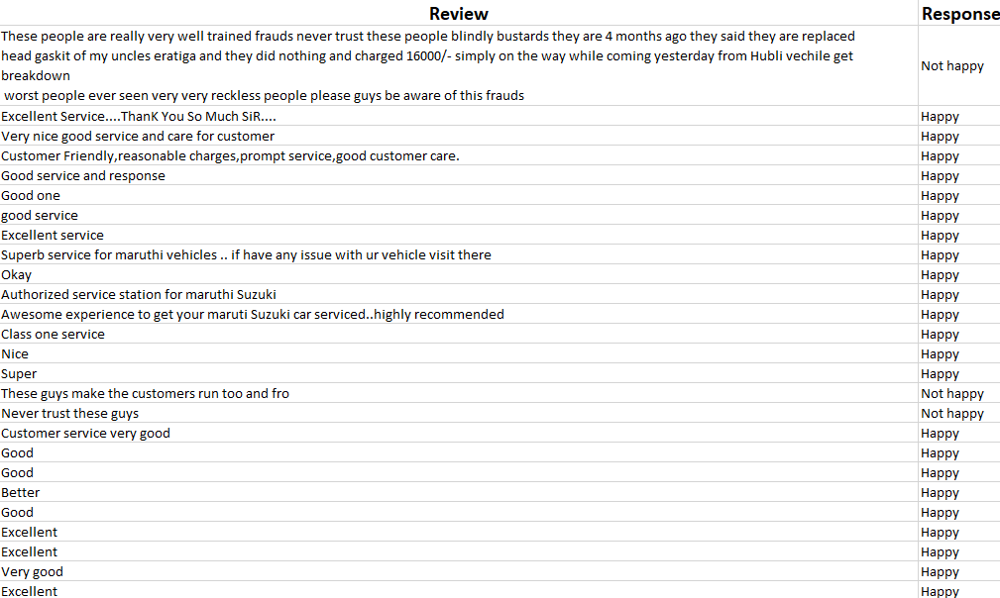 Review Response
These people are really very well trained frauds never trust these people blindly bustards they are 4 months ago they said they are replaced
head gaskit of my uncles eratiga and they did nothing and charged 16000/- simply on the way while coming yesterday from Hubli vechile get
breakdown
worst people ever seen very very reckless people please guys be aware of this frauds
Not happy
Excellent Service....ThanK You So Much SiR.... Happy
Very nice good service and care for customer Happy
Customer Friendly,reasonable charges,prompt service,good customer care. Happy
Good service and response Happy
Good one Happy
good service Happy
Excellent service Happy
Superb service for maruthi vehicles .. if have any issue with ur vehicle visit there Happy
Okay Happy
Authorized service station for maruthi Suzuki Happy
Awesome experience to get your maruti Suzuki car serviced..highly recommended Happy
Class one service Happy
Nice Happy
Super Happy
These guys make the customers run too and fro Not happy
Never trust these guys Not happy
Customer service very good Happy
Good Happy
Good Happy
Better Happy
Good Happy
Excellent Happy
Excellent Happy
Very good Happy
Excellent Happy